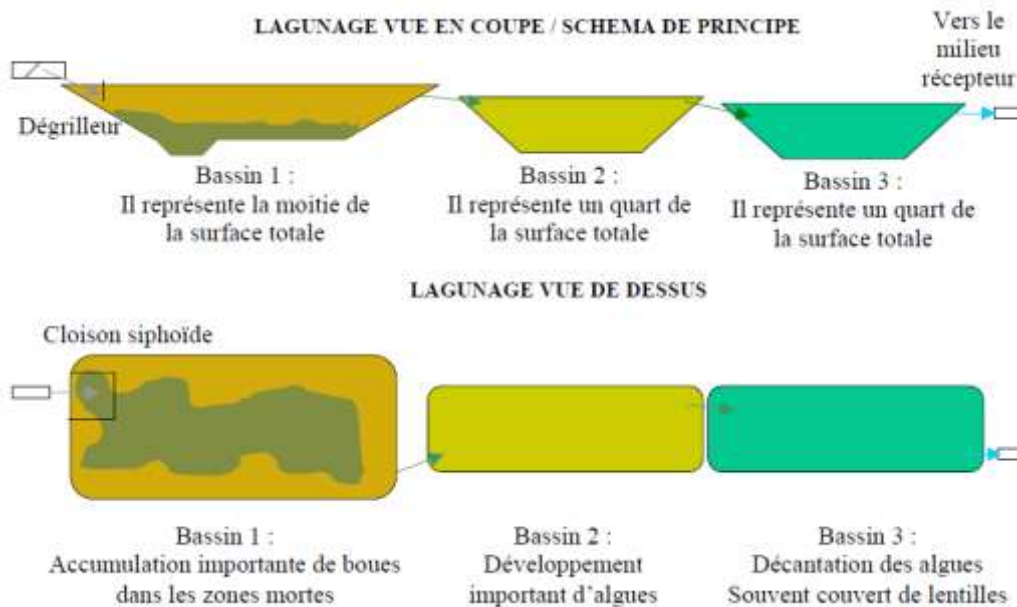 LAGUNAGE VUE EN COUPE / SCHEMA DE PRINCIPE
Vers le
milieu
récepteur
Dégrilleur
Bassin 1 :
Il représente la moitie de
la surface totale
Bassin 2 :
Il représente un quart de
la surface totale
Bassin 3 :
Il représente un quart de
la surface totale
LAGUNAGE VUE DE DESSUS
Cloison siphoïde
Bassin 1 :
Accumulation importante de boues
dans les zones mortes
Bassin 2 :
Développement
important d’algues
Bassin 3 :
Décantation des algues
Souvent couvert de lentilles